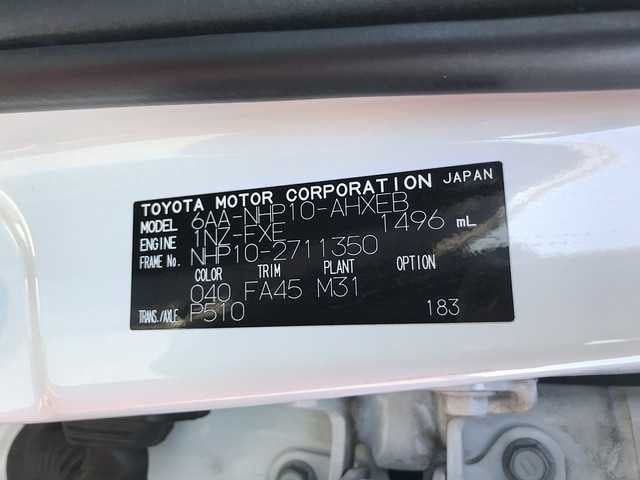 TOYOTA MOTOR CORPORATION JAPAN
MODEL 6AA-NHP10-AHXEB
ENGINE 1NZ-FXE 1496 mL
FRAME No. NHP10-2711350
COLOR TRIM PLANT OPTION
040 FA45 M31
TRANS./AXLE P510 183